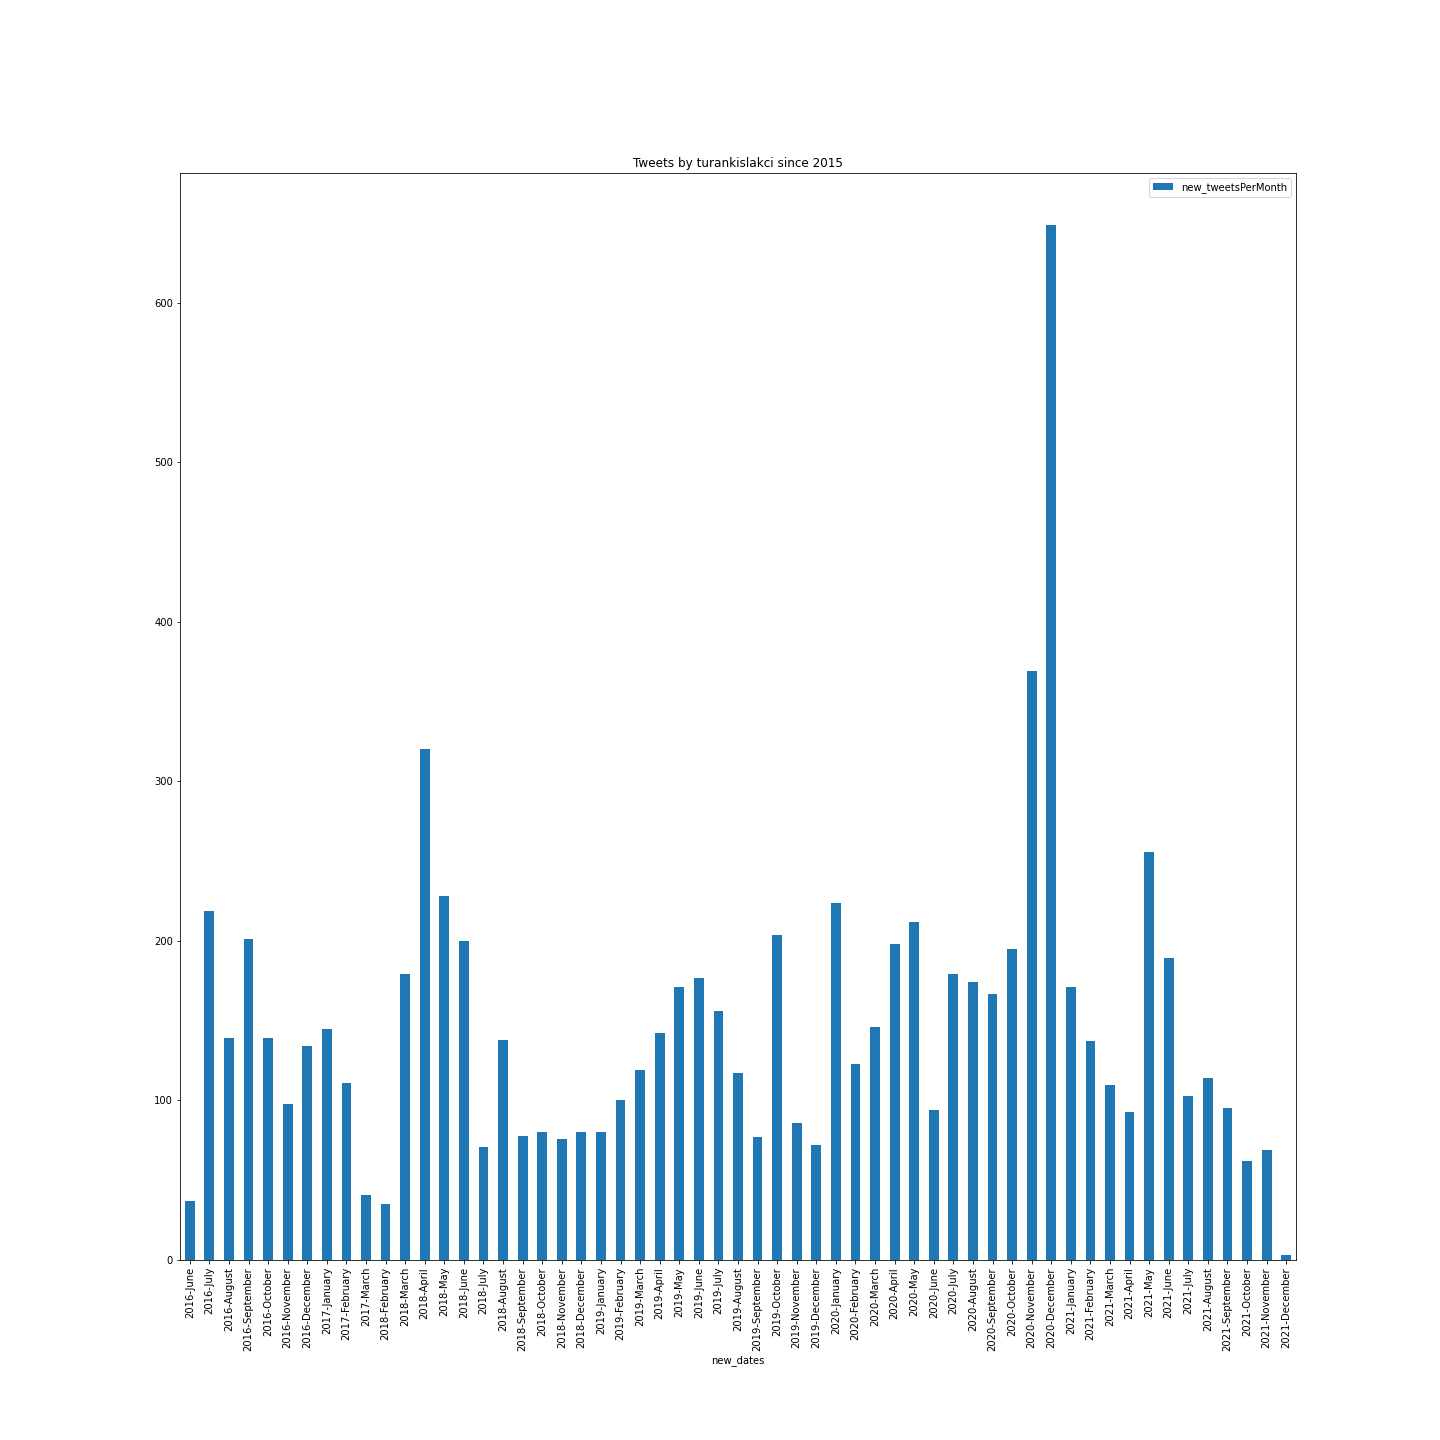 Tweets by turankislakci since 2015
new_tweetsPerMonth
600
500
400
300
200
100
0
2016-June
2016-July
2016-August
2016-September
2016-October
2016-November
2016-December
2017-January
2017-February
2017-March
2018-February
2018-March
2018-April
2018-May
2018-June
2018-July
2018-August
2018-September
2018-October
2018-November
2018-December
2019-January
2019-February
2019-March
2019-April
2019-May
2019-June
2019-July
2019-August
2019-September
2019-October
2019-November
2019-December
2020-January
2020-February
2020-March
2020-April
2020-May
2020-June
2020-July
2020-August
2020-September
2020-October
2020-November
2020-December
2021-January
2021-February
2021-March
2021-April
2021-May
2021-June
2021-July
2021-August
2021-September
2021-October
2021-November
2021-December
new_dates